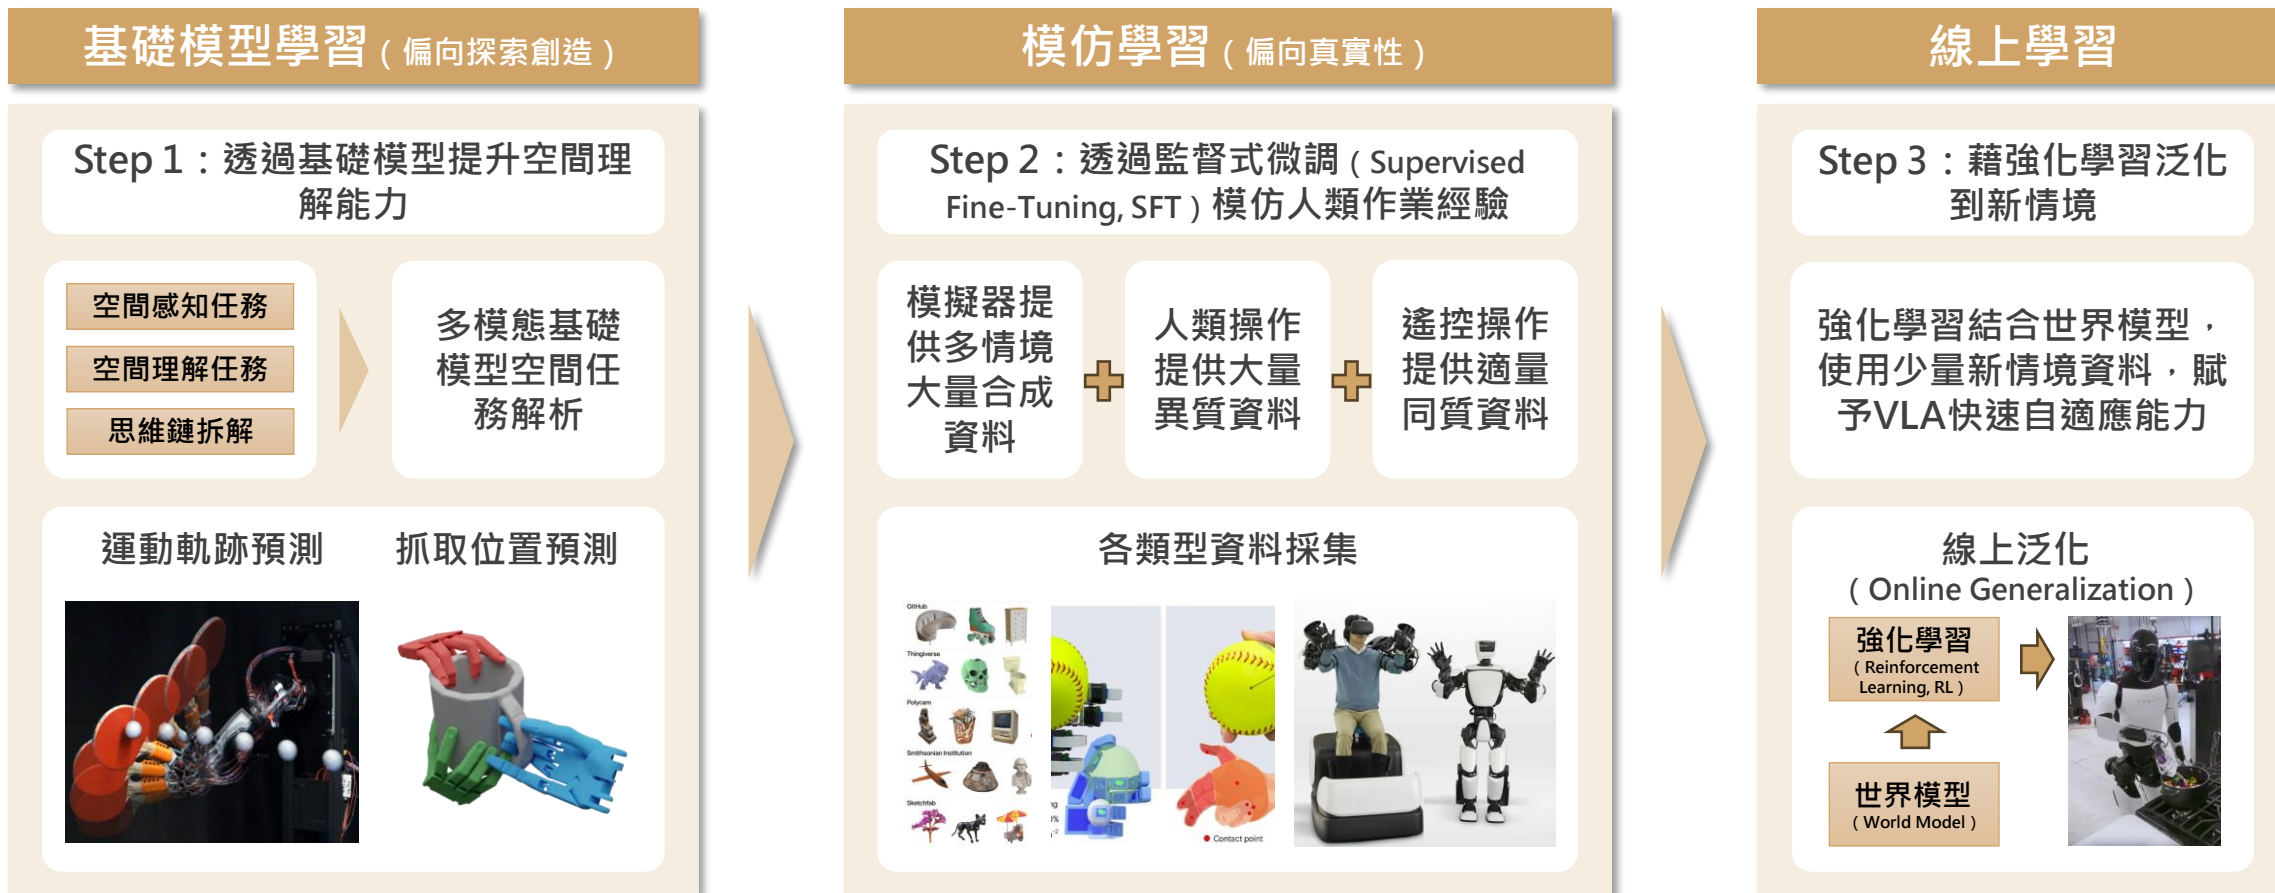 基礎模型學習（偏向探索創造）
Step 1：透過基礎模型提升空間理
解能力
空間感知任務
空間理解任務
思維鏈拆解
多模態基礎
模型空間任
務解析
運動軌跡預測
抓取位置預測
模仿學習（偏向真實性）
Step 2：透過監督式微調（Supervised
Fine-Tuning, SFT）模仿人類作業經驗
模擬器提
供多情境
大量合成
資料
人類操作
提供大量
異質資料
遙控操作
提供適量
同質資料
各類型資料採集
GitHub
Thingiverse
Polycam
Smithsonian Institution
Sketchfab
Contact point
線上學習
Step 3：藉強化學習泛化
到新情境
強化學習結合世界模型，
使用少量新情境資料，賦
予VLA快速自適應能力
線上泛化
（Online Generalization）
強化學習
（Reinforcement
Learning, RL）
世界模型
（World Model）